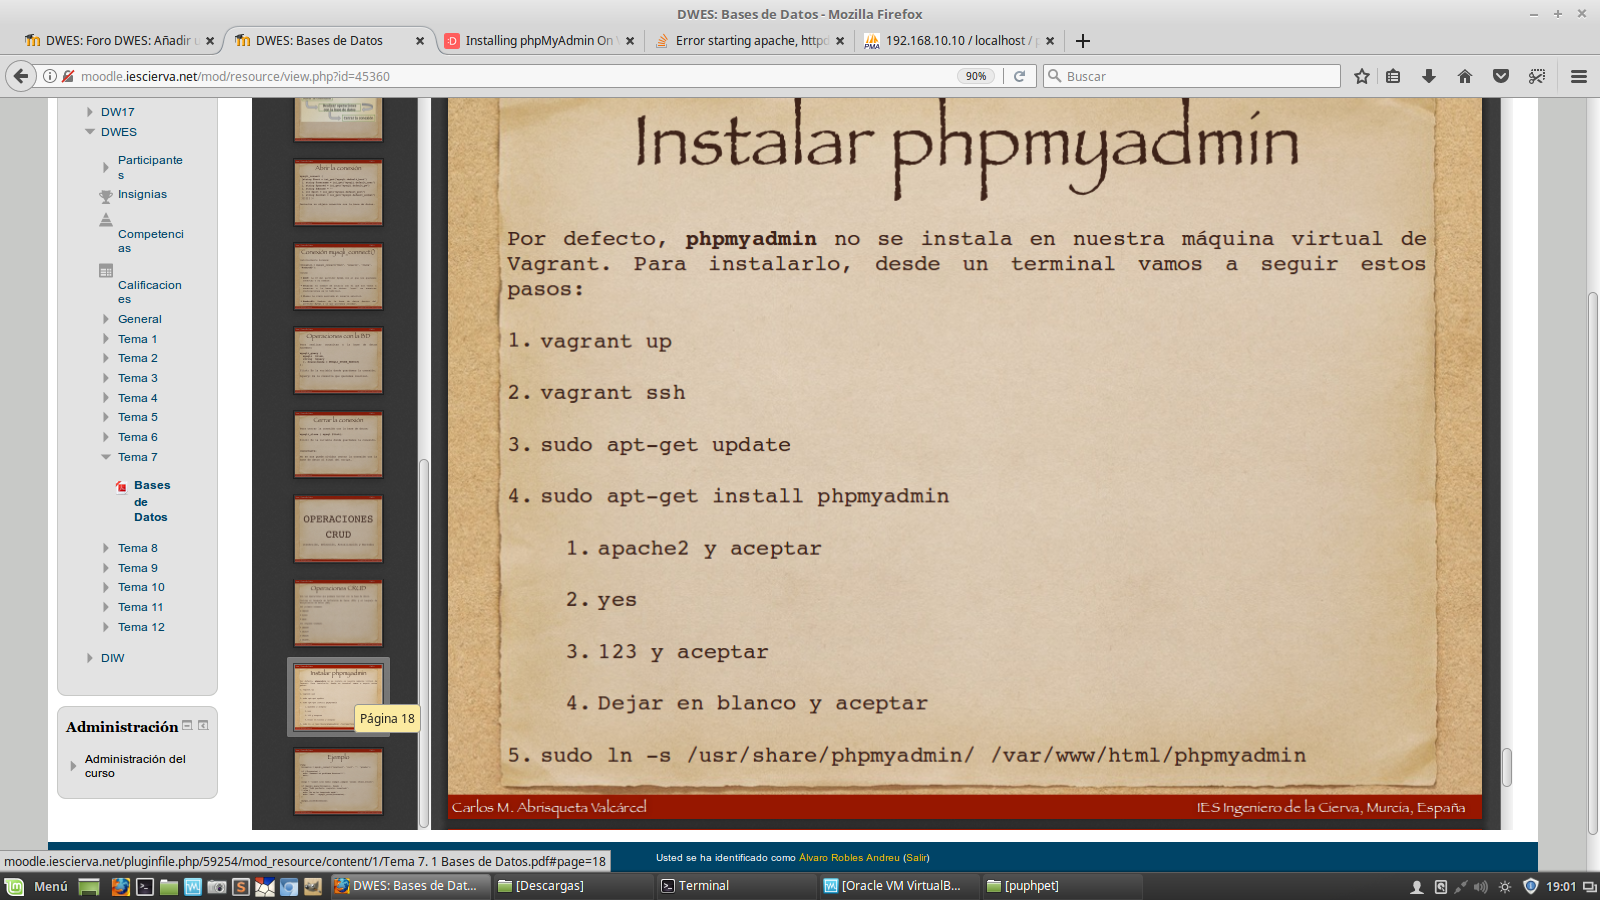 DWES: Bases de Datos - Mozilla Firefox
DWES: Foro DWES: Añadir
DWES: Bases de Datos
Installing phpMyAdmin On
Error starting apache, httpd
192.168.10.10 / localhost /
moodle.iescierva.net/mod/resource/view.php?id=45360
90%
Buscar
DW17
DWES
Participante
s
Insignias
Competenci
as
Calificacion
es
General
Tema 1
Tema 2
Tema 3
Tema 4
Tema 5
Tema 6
Tema 7
Bases
de
Datos
Tema 8
Tema 9
Tema 10
Tema 11
Tema 12
DIW
Administración
Administración del
curso
Abrir la conexión
Conexión mysql_connect()
Operaciones con la BD
Cerrar la conexión
OPERACIONES
CRUD
Operaciones CRUD
Instalar phpmyadmin
Página 18
Ejemplo
Instalar phpmyadmin
Por defecto, phpmyadmin no se instala en nuestra máquina virtual de
Vagrant. Para instalarlo, desde un terminal vamos a seguir estos
pasos:
1. vagrant up
2. vagrant ssh
3. sudo apt-get update
4. sudo apt-get install phpmyadmin
1. apache2 y aceptar
2. yes
3. 123 y aceptar
4. Dejar en blanco y aceptar
5. sudo ln -s /usr/share/phpmyadmin/ /var/www/html/phpmyadmin
Carlos M. Abrisqueta Valcárcel
IES Ingeniero de la Cierva, Murcia, España
moodle.iescierva.net/pluginfile.php/59254/mod_resource/content/1/Tema 7. 1 Bases de Datos.pdf#page=18
Usted se ha identificado como Álvaro Robles Andreu (Salir)
Menú
DWES: Bases de Dat...
[Descargas]
Terminal
[Oracle VM VirtualB...
[puphpet]
19:01